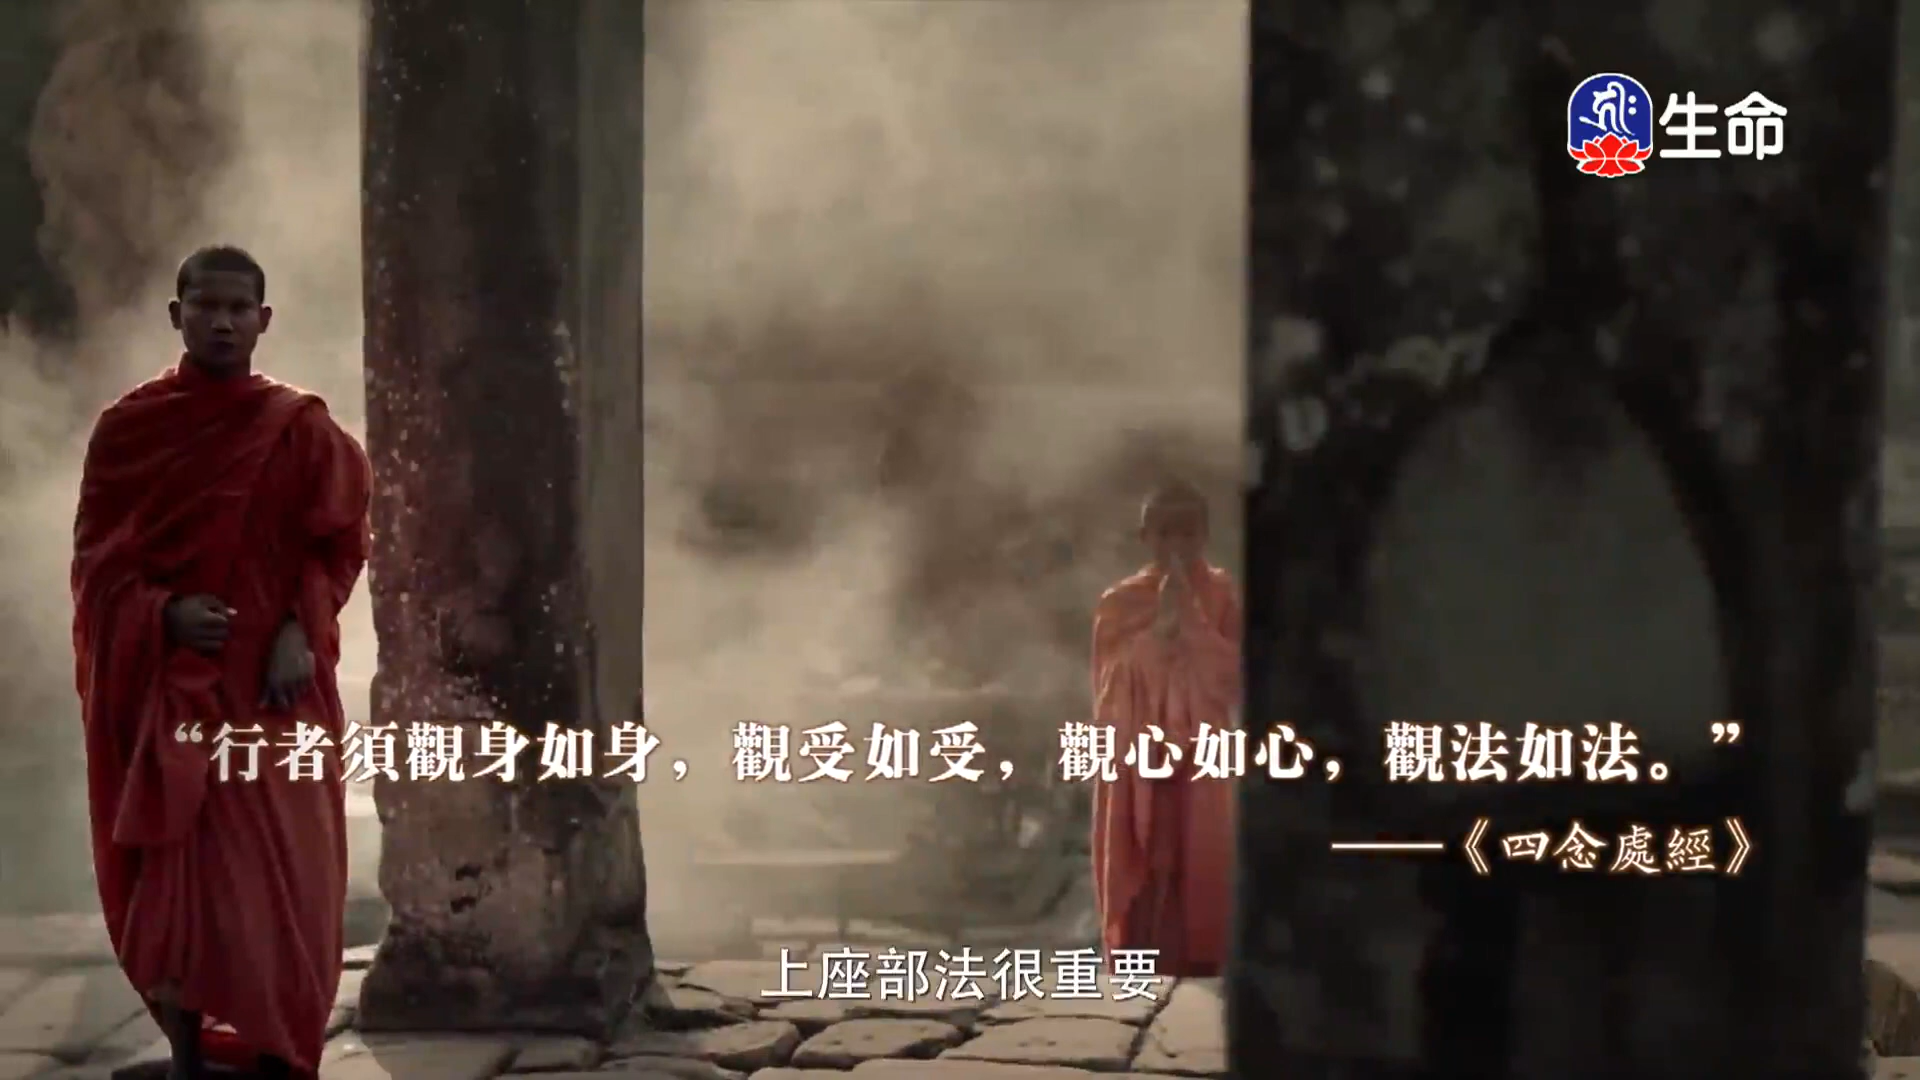 生命
“行者須觀身如身，觀受如受，觀心如心，觀法如法。”
——《四念處經》
上座部法很重要